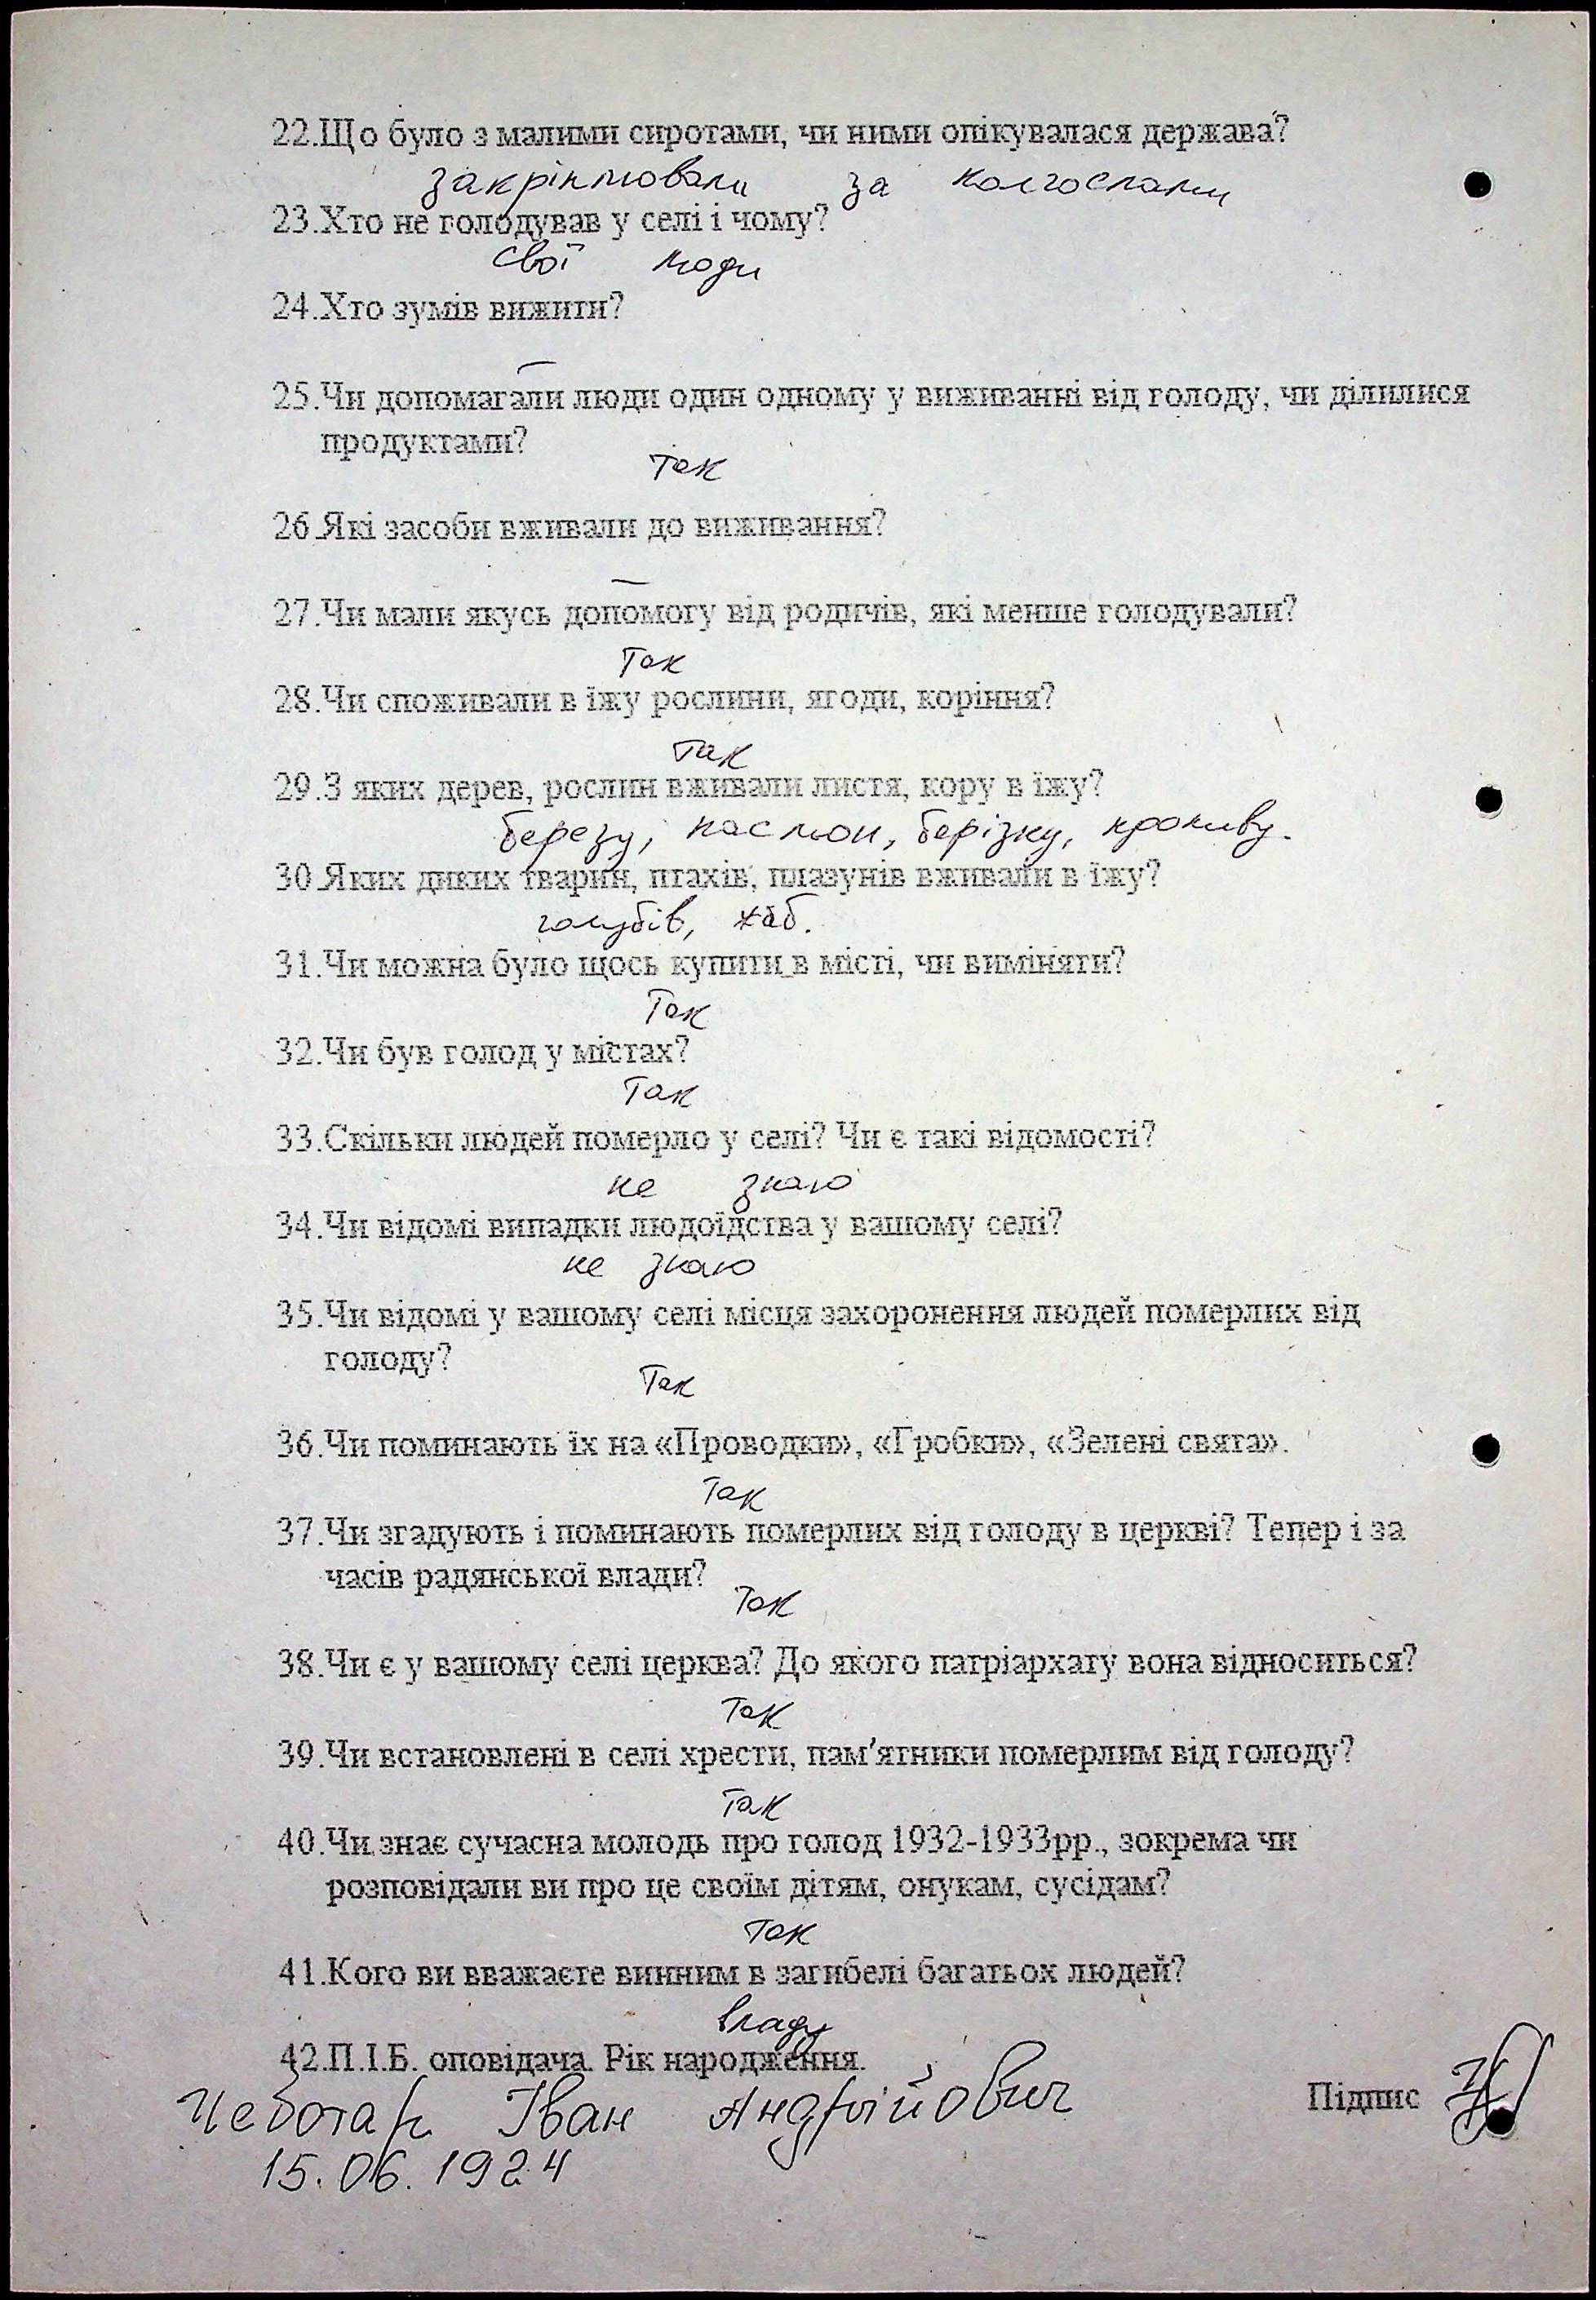 22.Що було з малими сиротами, чи ними опікувалася держава?
закріплювали за колгоспами
23.Хто не голодував у селі і чому?
свої люди
24.Хто зумів вижити?
—
25.Чи допомагали люди один одному у виживанні від голоду, чи ділилися
продуктами?
так
26.Які засоби вживали до виживання?
—
27.Чи мали якусь допомогу від родичів, які менше голодували?
Так
28.Чи споживали в їжу рослини, ягоди, коріння?
так
29.З яких дерев, рослин вживали листя, кору в їжу?
березу, паслюн, берізку, кропиву.
30.Яких диких тварин, птахів, плазунів вживали в їжу?
голубів, жаб.
31.Чи можна було щось купити в місті, чи виміняти?
Так
32.Чи був голод у містах?
Так
33.Скільки людей померло у селі? Чи є такі відомості?
не знаю
34.Чи відомі випадки людоїдства у вашому селі?
не знаю
35.Чи відомі у вашому селі місця захоронення людей померлих від
голоду?
Так
36.Чи поминають їх на «Проводки», «Гробки», «Зелені свята».
Так
37.Чи згадують і поминають померлих від голоду в церкві? Тепер і за
часів радянської влади?
Так
38.Чи є у вашому селі церква? До якого патріархату вона відноситься?
Так
39.Чи встановлені в селі хрести, пам'ятники померлим від голоду?
Так
40.Чи знає сучасна молодь про голод 1932-1933рр., зокрема чи
розповідали ви про це своїм дітям, онукам, сусідам?
Так
41.Кого ви вважаєте винним в загибелі багатьох людей?
владу
42.П.І.Б. оповідача. Рік народження.
Чеботар Іван Андрійович Підпис
15.06.1924